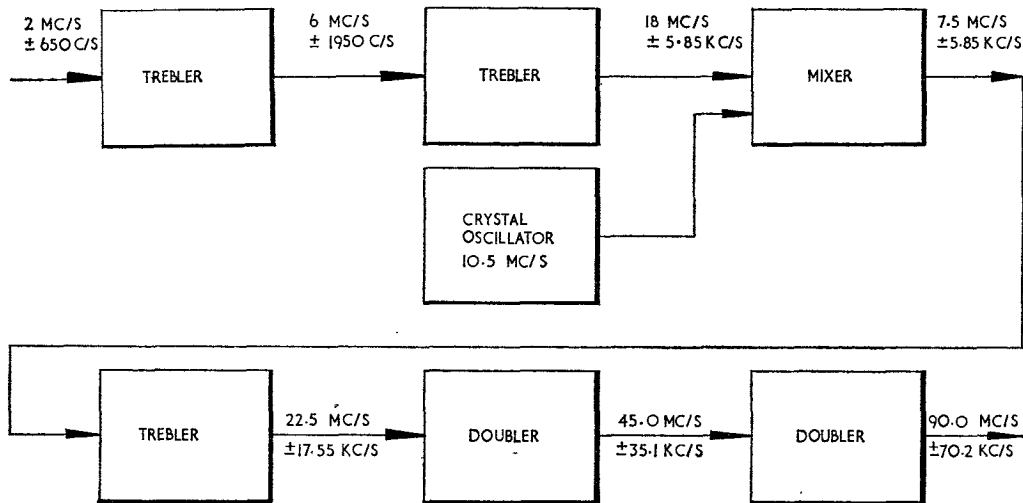 2 MC/S
± 650 C/S
TREBLER
6 MC/S
± 1950 C/S
TREBLER
18 MC/S
± 5·85 KC/S
MIXER
7.5 MC/S
±5.85 KC/S
CRYSTAL
OSCILLATOR
10.5 MC/S
TREBLER
22.5 MC/S
±17.55 KC/S
DOUBLER
45.0 MC/S
±35.1 KC/S
DOUBLER
90.0 MC/S
±70.2 KC/S